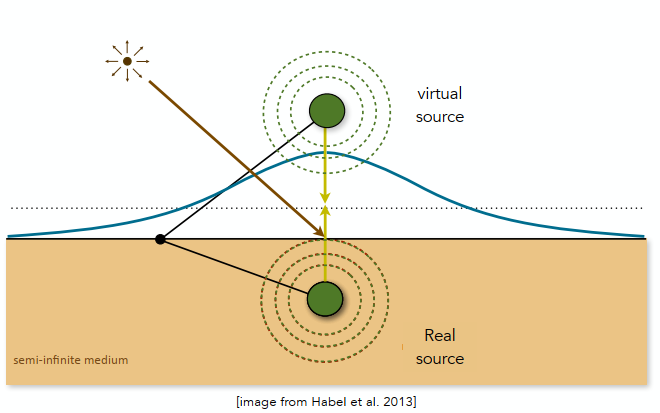 virtual
source
Real
source
semi-infinite medium
[image from Habel et al. 2013]